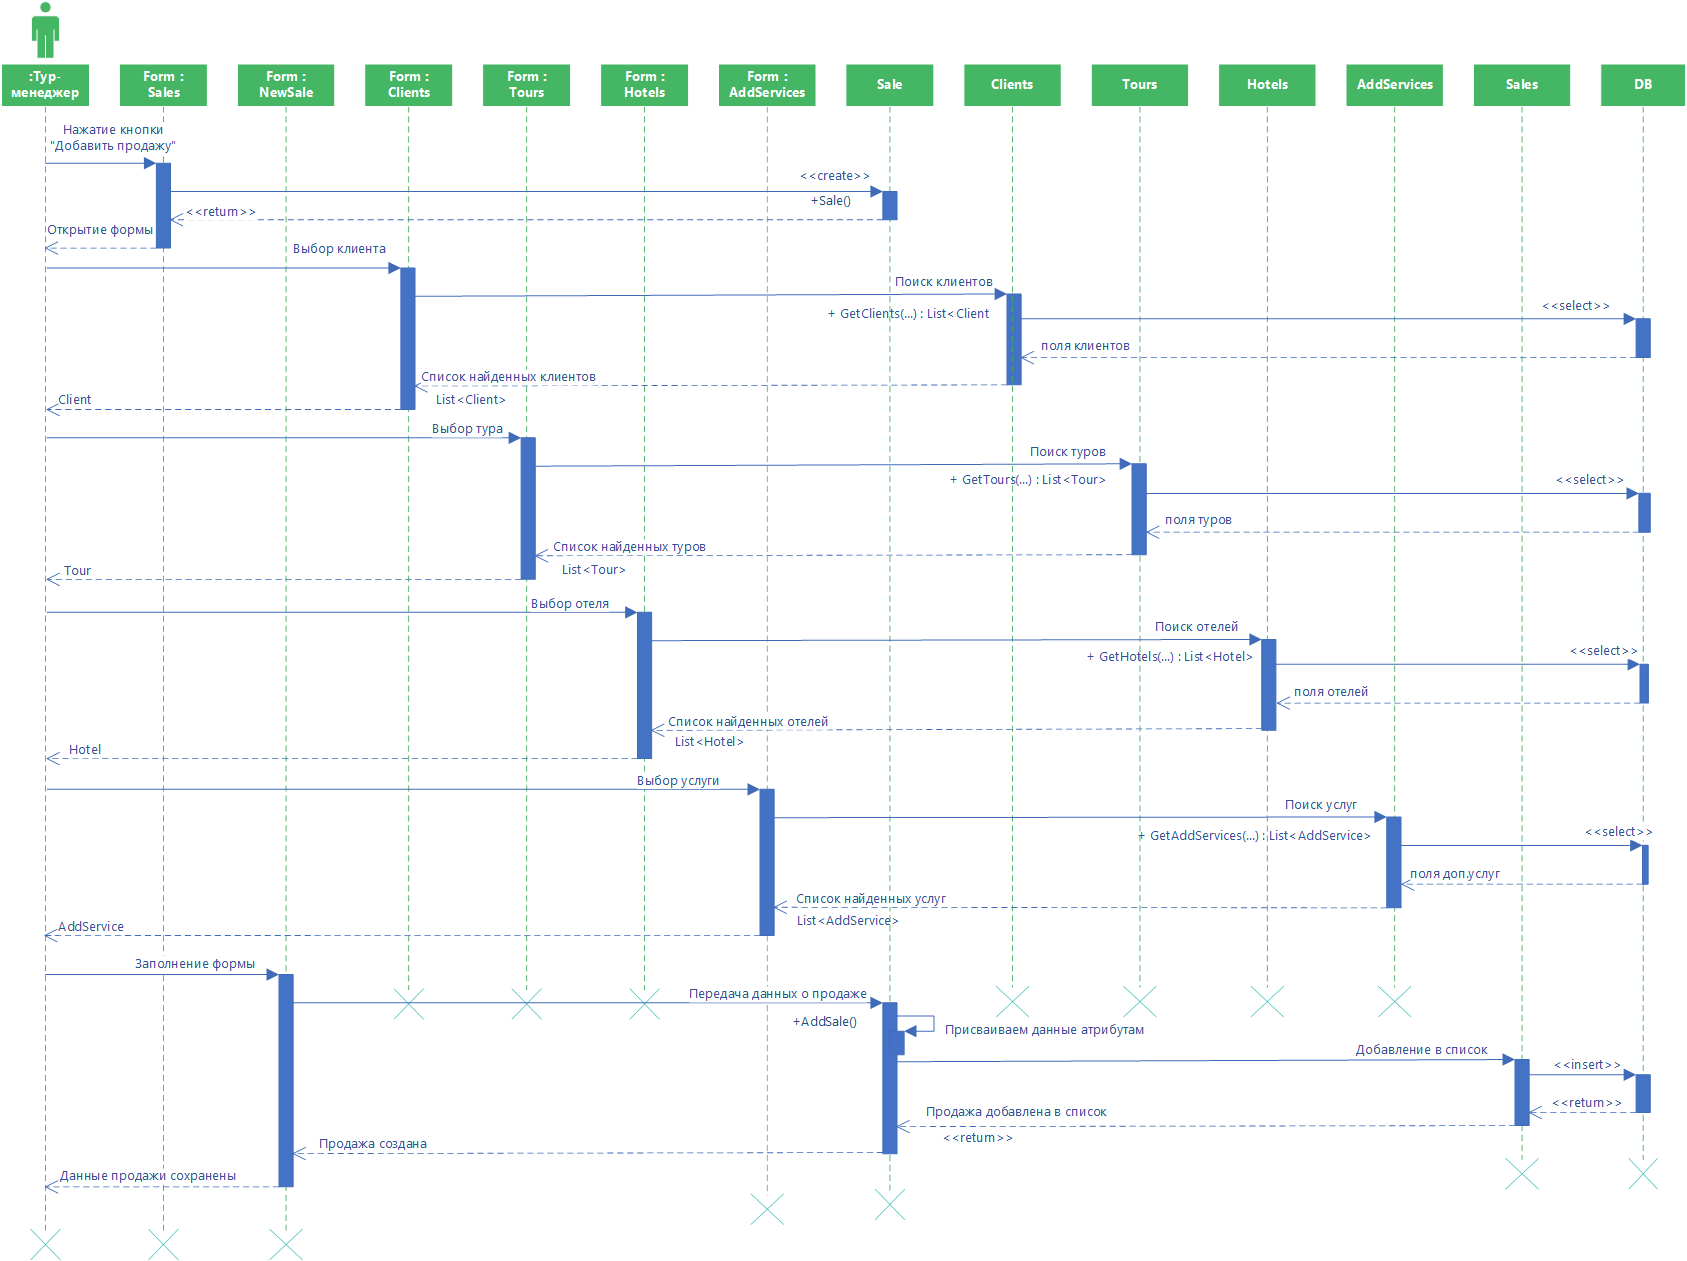 :Тур-
менеджер
Form :
Sales
Form :
NewSale
Form :
Clients
Form :
Tours
Form :
Hotels
Form :
AddServices
Sale
Clients
Tours
Hotels
AddServices
Sales
DB
Нажатие кнопки
"Добавить продажу"
<<create>>
+Sale()
<<return>>
Открытие формы
Выбор клиента
Поиск клиентов
+ GetClients(...) : List<Client
<<select>>
поля клиентов
Список найденных клиентов
List<Client>
Client
Выбор тура
Поиск туров
+ GetTours(...) : List<Tour>
<<select>>
поля туров
Список найденных туров
List<Tour>
Tour
Выбор отеля
Поиск отелей
+ GetHotels(...) : List<Hotel>
<<select>>
поля отелей
Список найденных отелей
List<Hotel>
Hotel
Выбор услуги
Поиск услуг
+ GetAddServices(...) : List<AddService>
<<select>>
поля доп.услуг
Список найденных услуг
List<AddService>
AddService
Заполнение формы
Передача данных о продаже
+AddSale()
Присваиваем данные атрибутам
Добавление в список
<<insert>>
<<return>>
Продажа добавлена в список
<<return>>
Продажа создана
Данные продажи сохранены